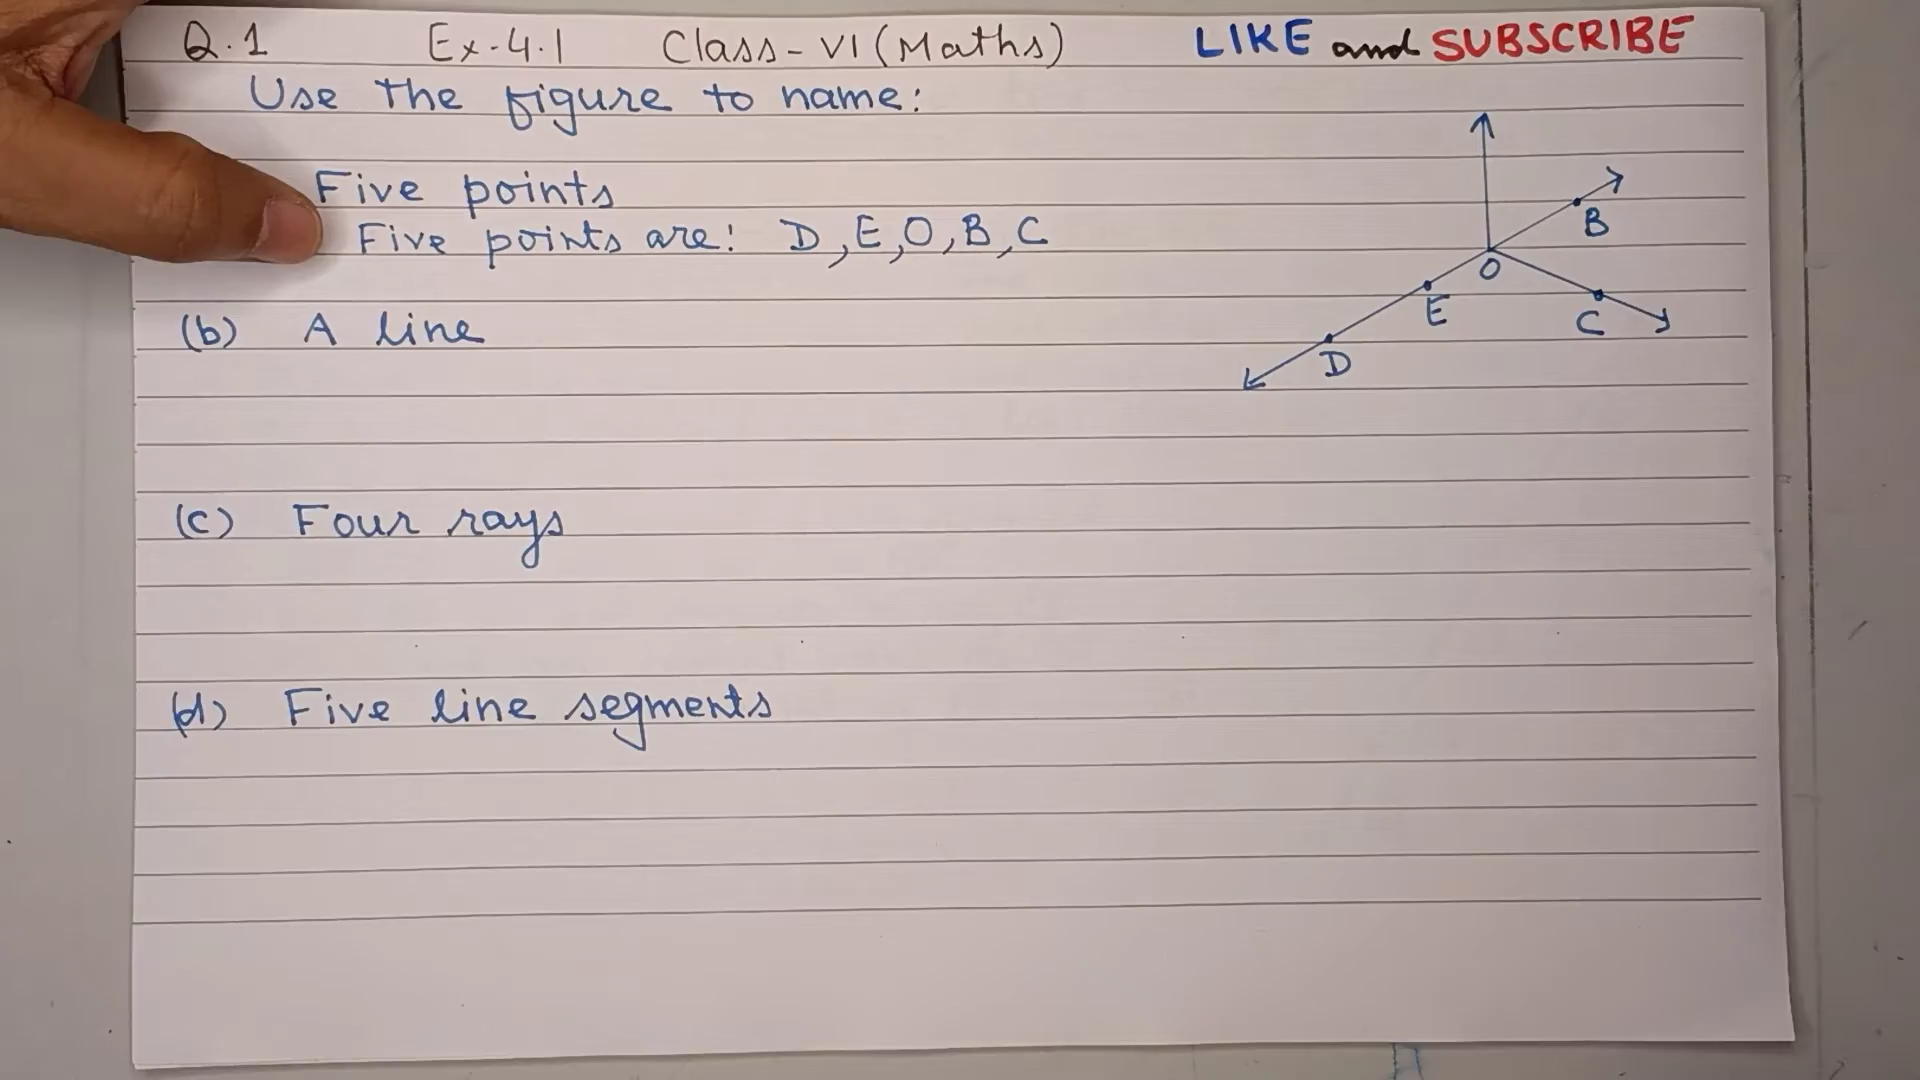 Q.1 Ex-4.1 Class-VI (Maths) LIKE and SUBSCRIBE
Use the figure to name:
Five points
Five points are: D, E, O, B, C
(b) A line
(c) Four rays
(d) Five line segments
B
O
E
C
D